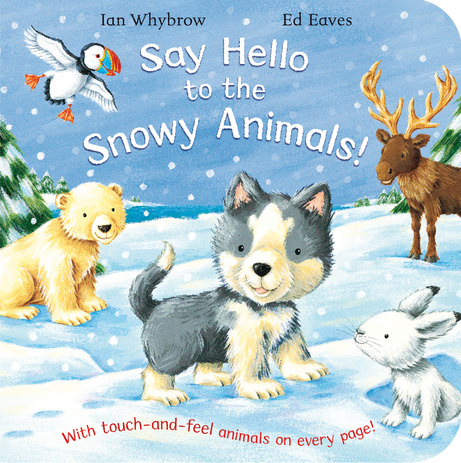 Ian Whybrow Ed Eaves
Say Hello
to the
Snowy Animals!
With touch-and-feel animals on every page!